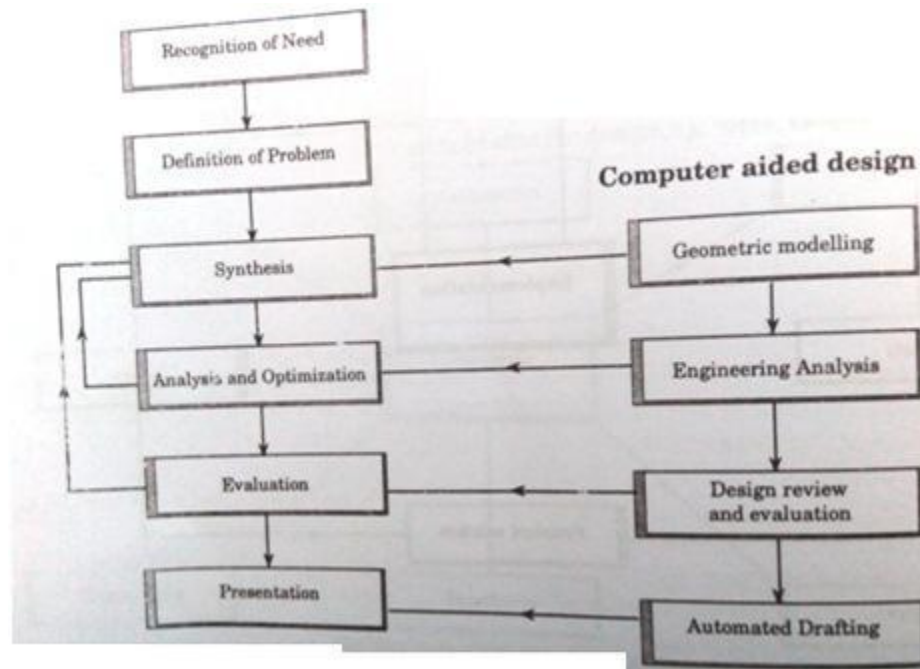 Recognition of Need
Definition of Problem
Synthesis
Analysis and Optimization
Evaluation
Presentation
Computer aided design
Geometric modelling
Engineering Analysis
Design review
and evaluation
Automated Drafting